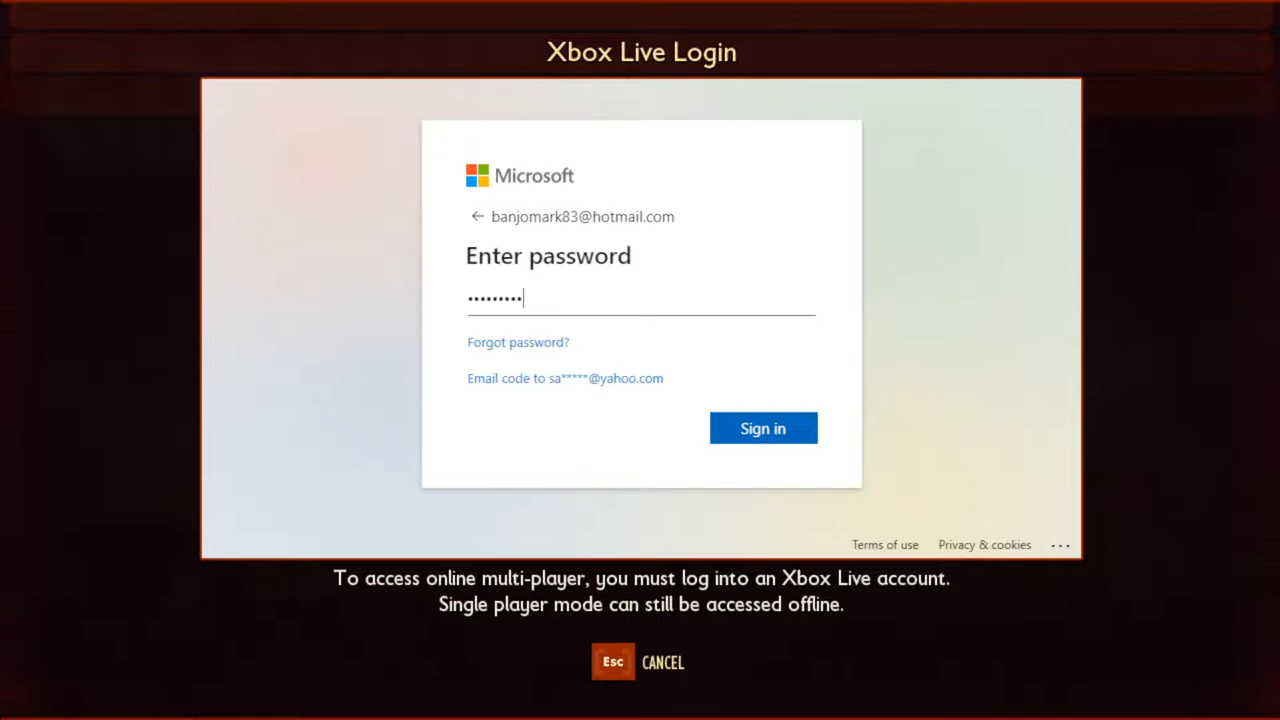 Xbox Live Login
Microsoft
banjomark83@hotmail.com
Enter password
•••••••••
Forgot password?
Email code to sa*****@yahoo.com
Sign in
Terms of use Privacy & cookies ...
To access online multi-player, you must log into an Xbox Live account.
Single player mode can still be accessed offline.
Esc CANCEL